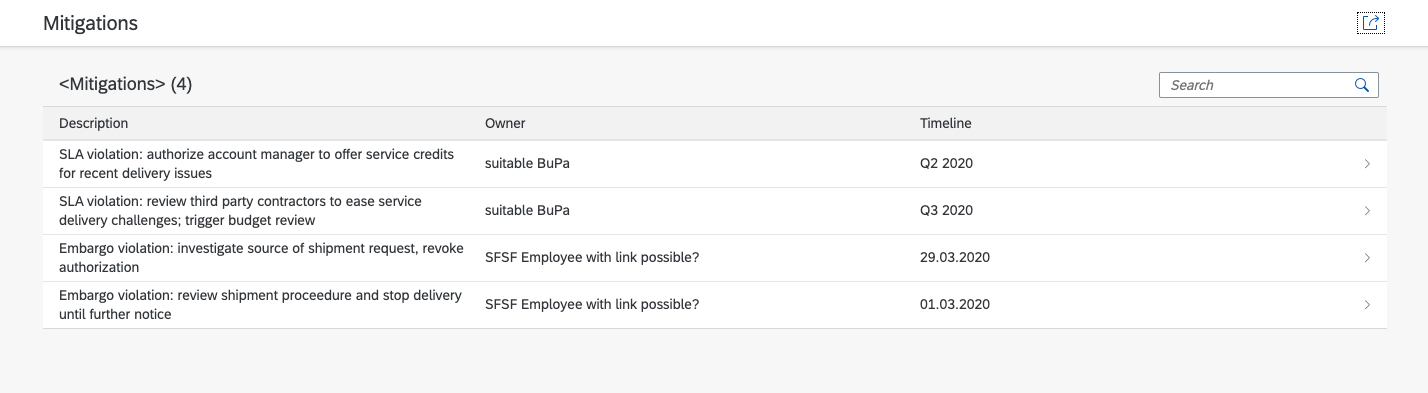 Mitigations
<Mitigations> (4)
Search
Description Owner Timeline
SLA violation: authorize account manager to offer service credits
for recent delivery issues
suitable BuPa
Q2 2020
SLA violation: review third party contractors to ease service
delivery challenges; trigger budget review
suitable BuPa
Q3 2020
Embargo violation: investigate source of shipment request, revoke
authorization
SFSF Employee with link possible?
29.03.2020
Embargo violation: review shipment proceedure and stop delivery
until further notice
SFSF Employee with link possible?
01.03.2020